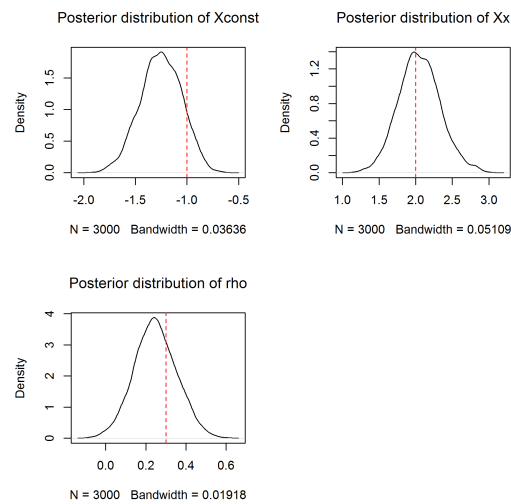 Posterior distribution of Xconst
Density
0.0 0.5 1.0 1.5
-2.0 -1.5 -1.0 -0.5
N = 3000 Bandwidth = 0.03636
Posterior distribution of Xx
Density
0.0 0.4 0.8 1.2
1.0 1.5 2.0 2.5 3.0
N = 3000 Bandwidth = 0.05109
Posterior distribution of rho
Density
0 1 2 3 4
0.0 0.2 0.4 0.6
N = 3000 Bandwidth = 0.01918